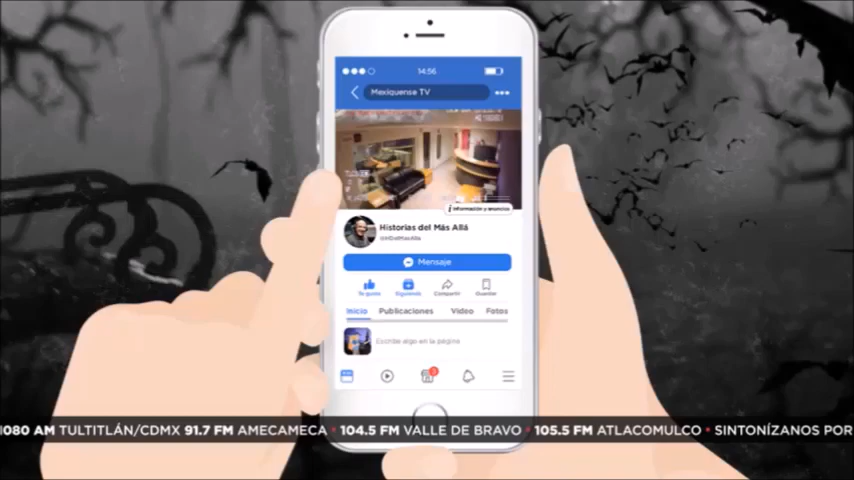 14:56
Mexiquense TV
Información y anuncios
Historias del Más Allá
Mensaje
Te gusta Siguiendo Compartir Guardar
Inicio Publicaciones Video Fotos
Escribe algo en la página
1080 AM TULTITLÁN/CDMX 91.7 FM AMECAMECA • 104.5 FM VALLE DE BRAVO • 105.5 FM ATLACOMULCO • SINTONÍZANOS POR